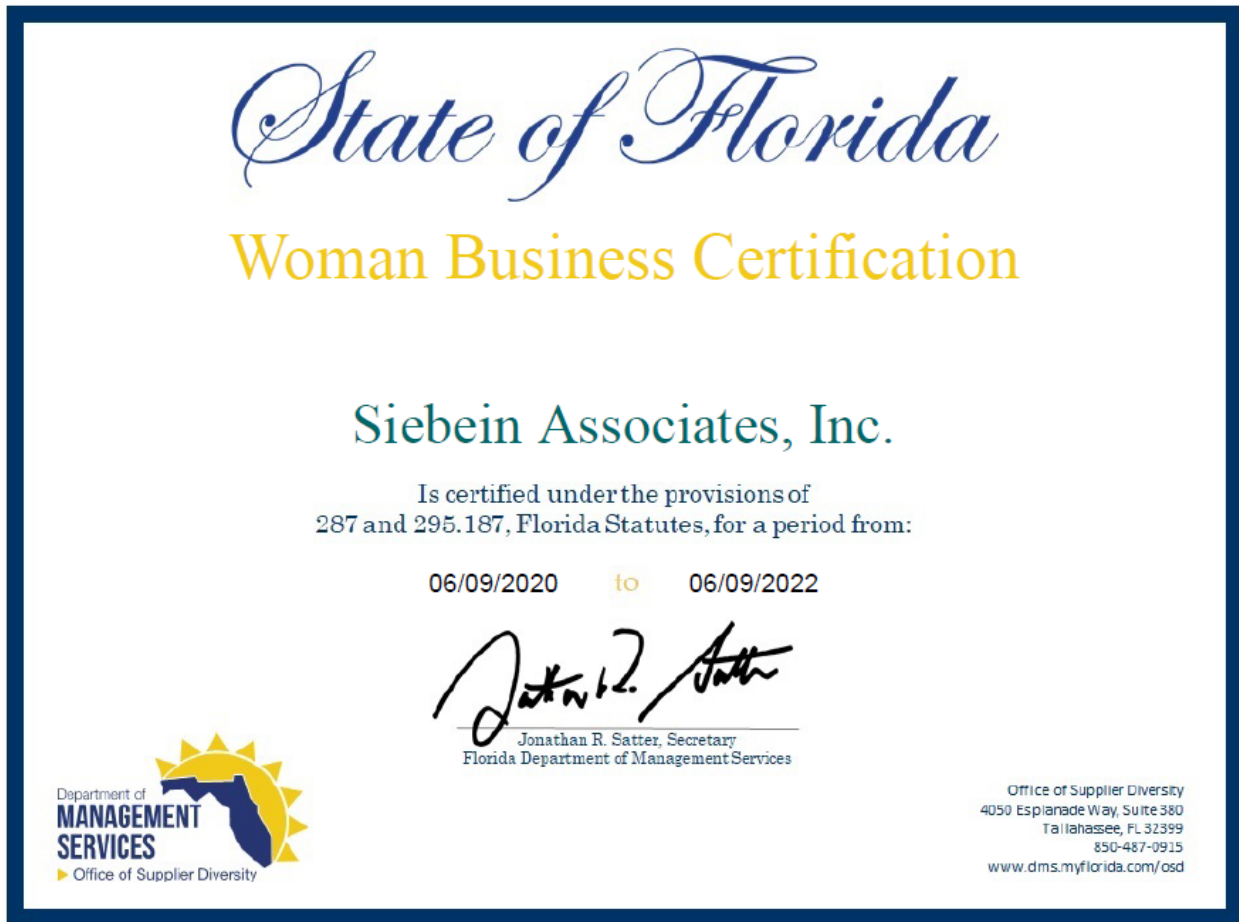 State of Florida
Woman Business Certification
Siebein Associates, Inc.
Is certified under the provisions of
287 and 295.187, Florida Statutes, for a period from:
06/09/2020 to 06/09/2022
Jonathan R. Satter
Jonathan R. Satter, Secretary
Florida Department of Management Services
Department of
MANAGEMENT
SERVICES
Office of Supplier Diversity
Office of Supplier Diversity
4050 Esplanade Way, Suite 380
Tallahassee, FL 32399
850-487-0915
www.dms.myflorida.com/osd